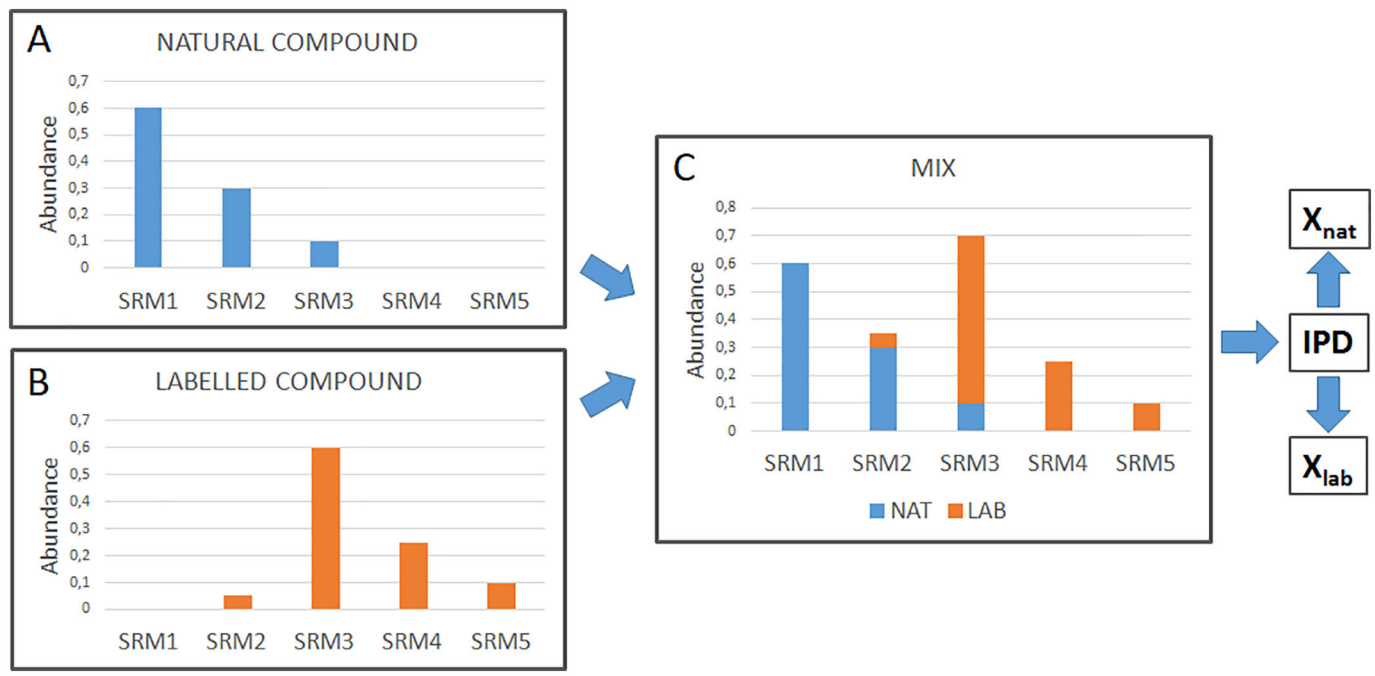 A
NATURAL COMPOUND
Abundance
0,7
0,6
0,5
0,4
0,3
0,2
0,1
0
SRM1 SRM2 SRM3 SRM4 SRM5
B
LABELLED COMPOUND
Abundance
0,7
0,6
0,5
0,4
0,3
0,2
0,1
0
SRM1 SRM2 SRM3 SRM4 SRM5
C
MIX
Abundance
0,8
0,7
0,6
0,5
0,4
0,3
0,2
0,1
0
SRM1 SRM2 SRM3 SRM4 SRM5
NAT LAB
Xnat
IPD
Xlab